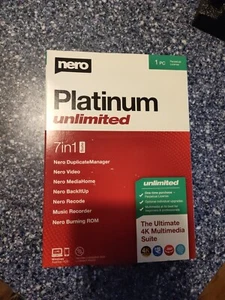 nero
1 PC
Platinum
unlimited
7in1
Nero DuplicateManager
Nero Video
Nero MediaHome
Nero BackItUp
Nero Recode
Music Recorder
Nero Burning ROM
unlimited
The Ultimate
4K Multimedia
Suite